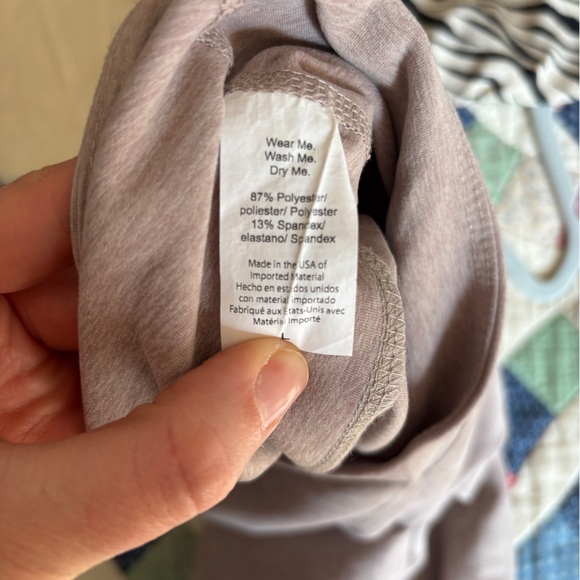 Wear Me.
Wash Me.
Dry Me.
87% Polyester/
poliester/ Polyester
13% Spandex/
elastano/ Spandex
Made in the USA of
Imported Material
Hecho en estados unidos
con material importado
Fabriqué aux États-Unis avec
Matérial Importé